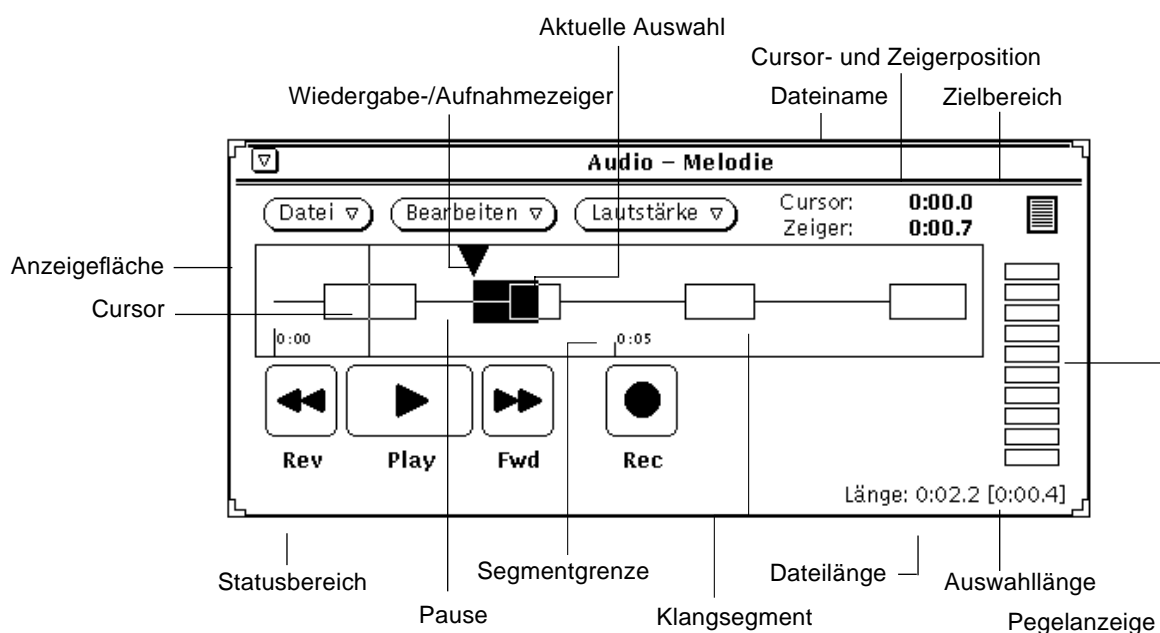 Aktuelle Auswahl
Cursor- und Zeigerposition
Wiedergabe-/Aufnahmezeiger
Dateiname
Zielbereich
Audio – Melodie
Datei
Bearbeiten
Lautstärke
Cursor: 0:00.0
Zeiger: 0:00.7
Anzeigefläche
Cursor
0:00
0:05
Rev
Play
Fwd
Rec
Länge: 0:02.2 [0:00.4]
Statusbereich
Segmentgrenze
Dateilänge
Auswahllänge
Pause
Klangsegment
Pegelanzeige